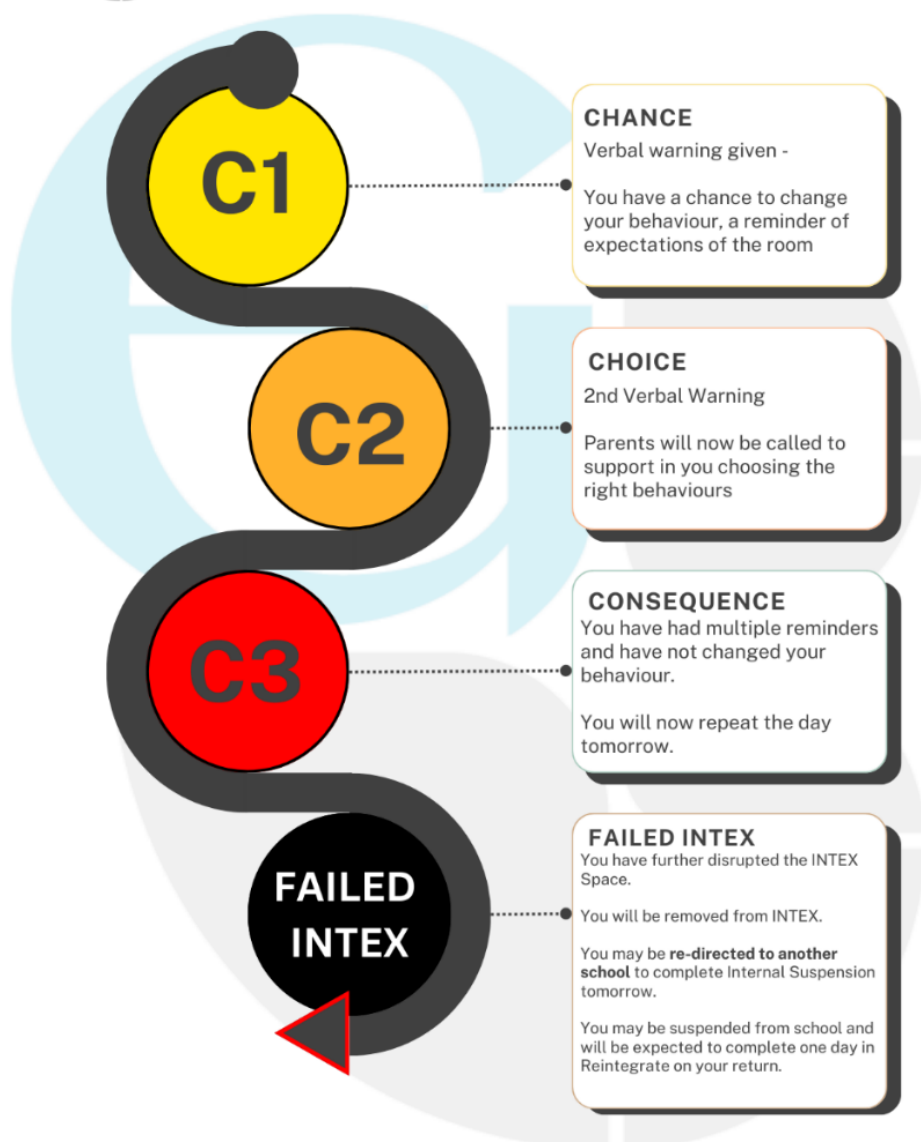 C1
CHANCE
Verbal warning given -
You have a chance to change
your behaviour, a reminder of
expectations of the room
C2
CHOICE
2nd Verbal Warning
Parents will now be called to
support in you choosing the
right behaviours
C3
CONSEQUENCE
You have had multiple reminders
and have not changed your
behaviour.
You will now repeat the day
tomorrow.
FAILED
INTEX
FAILED INTEX
You have further disrupted the INTEX
Space.
You will be removed from INTEX.
You may be re-directed to another
school to complete Internal Suspension
tomorrow.
You may be suspended from school and
will be expected to complete one day in
Reintegrate on your return.